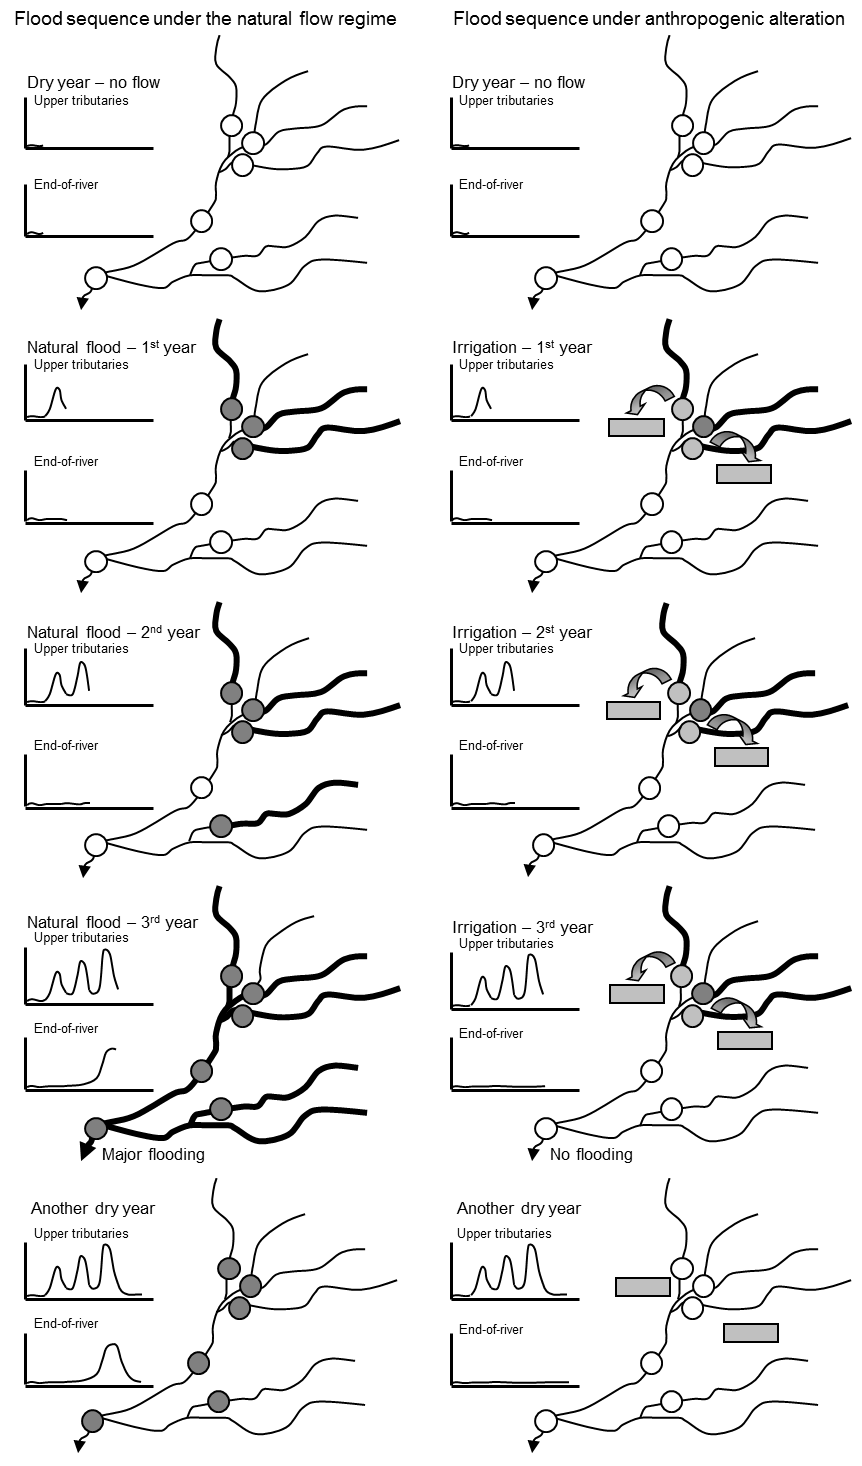 Flood sequence under the natural flow regime
Flood sequence under anthropogenic alteration
Dry year – no flow
Upper tributaries
End-of-river
Dry year – no flow
Upper tributaries
End-of-river
Natural flood – 1st year
Upper tributaries
End-of-river
Irrigation – 1st year
Upper tributaries
End-of-river
Natural flood – 2nd year
Upper tributaries
End-of-river
Irrigation – 2st year
Upper tributaries
End-of-river
Natural flood – 3rd year
Upper tributaries
End-of-river
Major flooding
Irrigation – 3rd year
Upper tributaries
End-of-river
No flooding
Another dry year
Upper tributaries
End-of-river
Another dry year
Upper tributaries
End-of-river